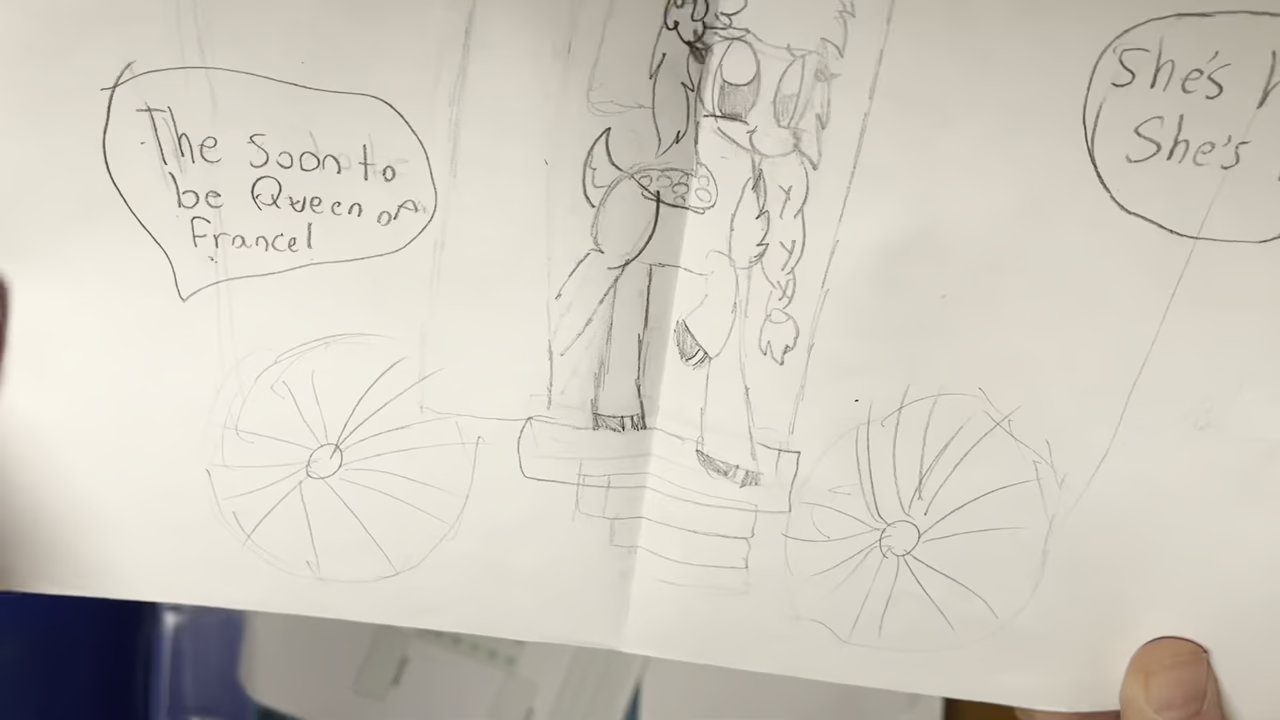 The Soon to
be Queen of
France!
She's
She's